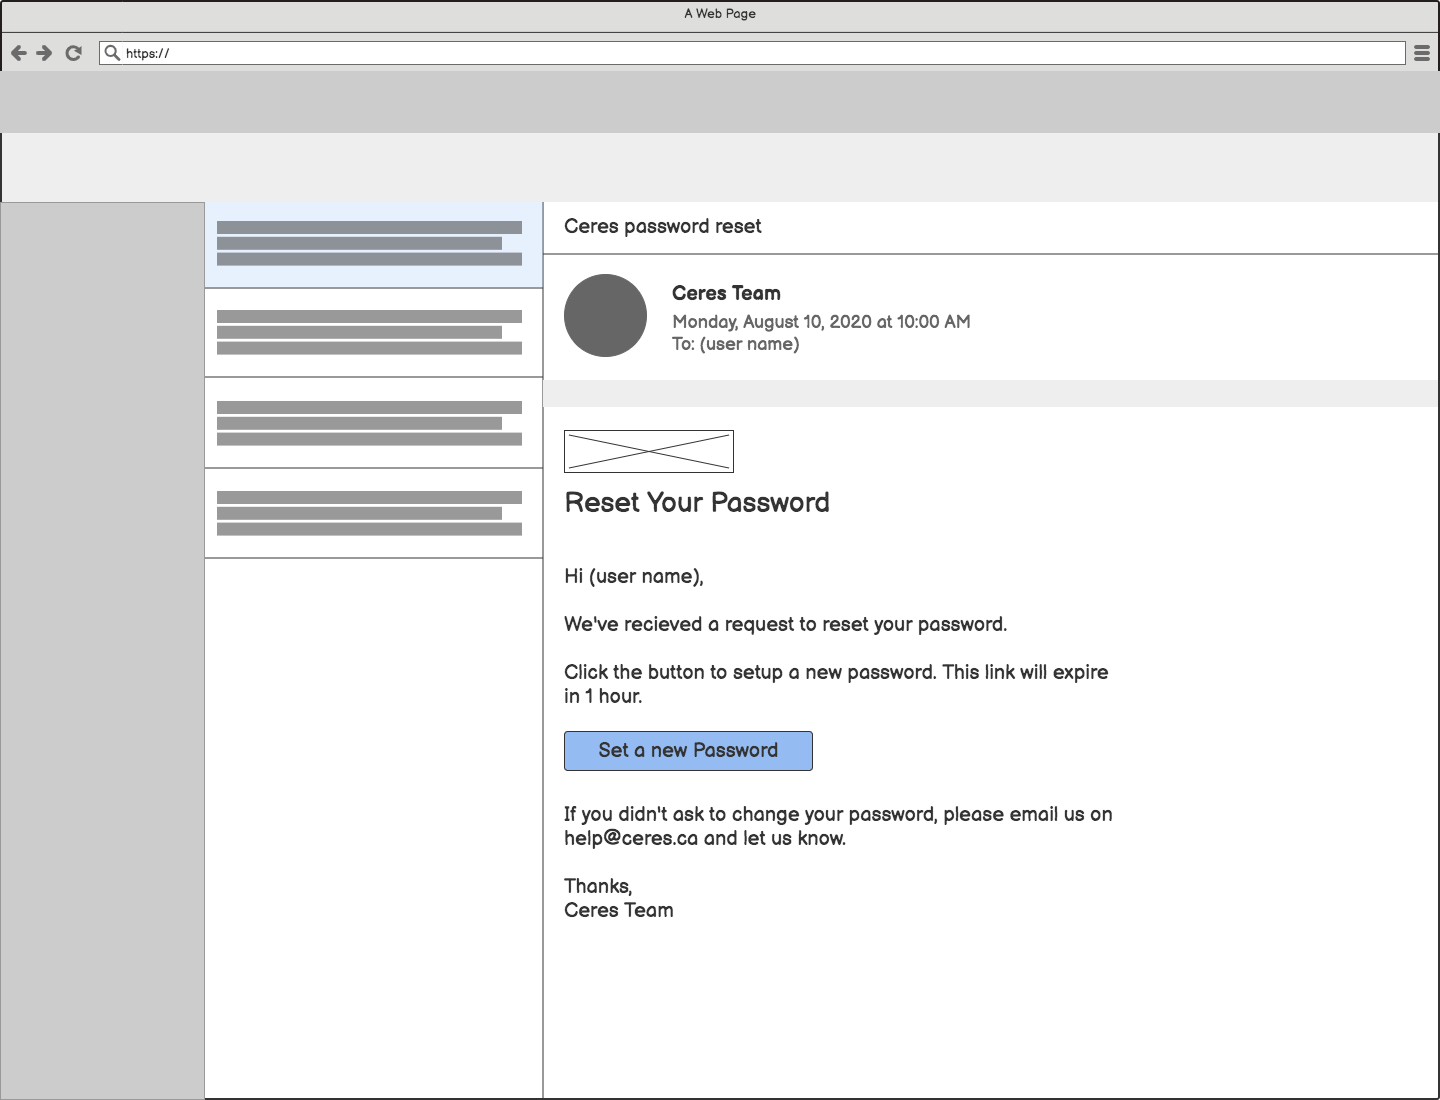 A Web Page
https://
Ceres password reset
Ceres Team
Monday, August 10, 2020 at 10:00 AM
To: (user name)
Reset Your Password
Hi (user name),
We've recieved a request to reset your password.
Click the button to setup a new password. This link will expire
in 1 hour.
Set a new Password
If you didn't ask to change your password, please email us on
help@ceres.ca and let us know.
Thanks,
Ceres Team